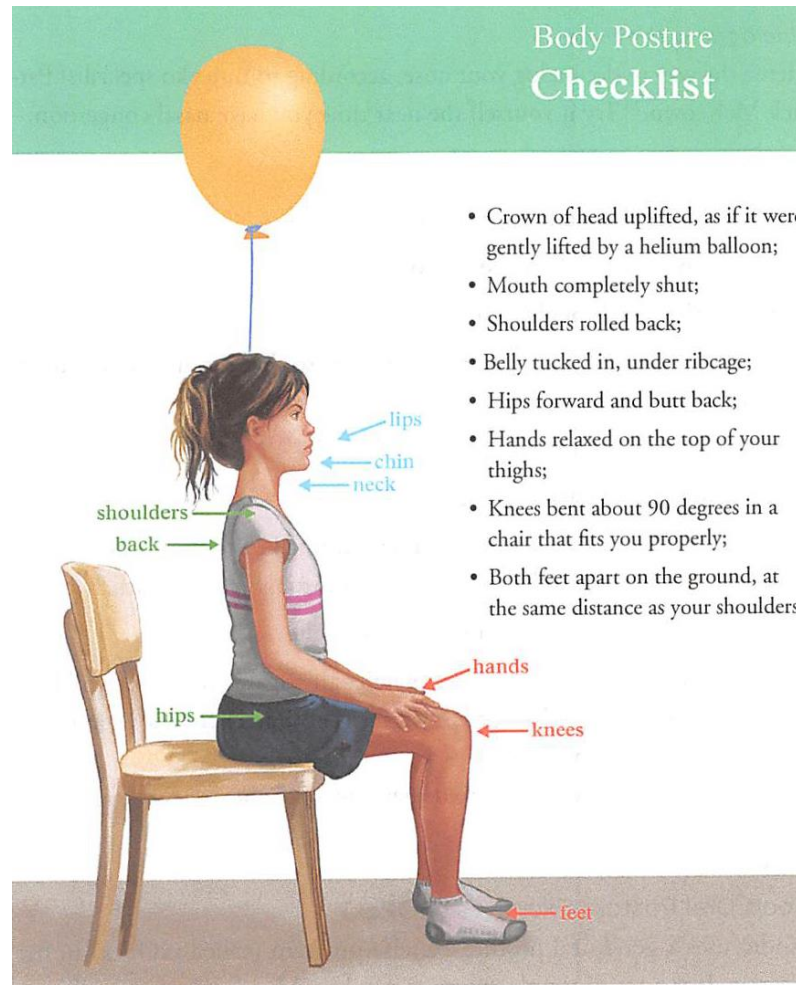 Body Posture
Checklist
• Crown of head uplifted, as if it were
gently lifted by a helium balloon;
• Mouth completely shut;
• Shoulders rolled back;
• Belly tucked in, under ribcage;
• Hips forward and butt back;
• Hands relaxed on the top of your
thighs;
• Knees bent about 90 degrees in a
chair that fits you properly;
• Both feet apart on the ground, at
the same distance as your shoulders
lips
chin
neck
shoulders
back
hands
hips
knees
feet